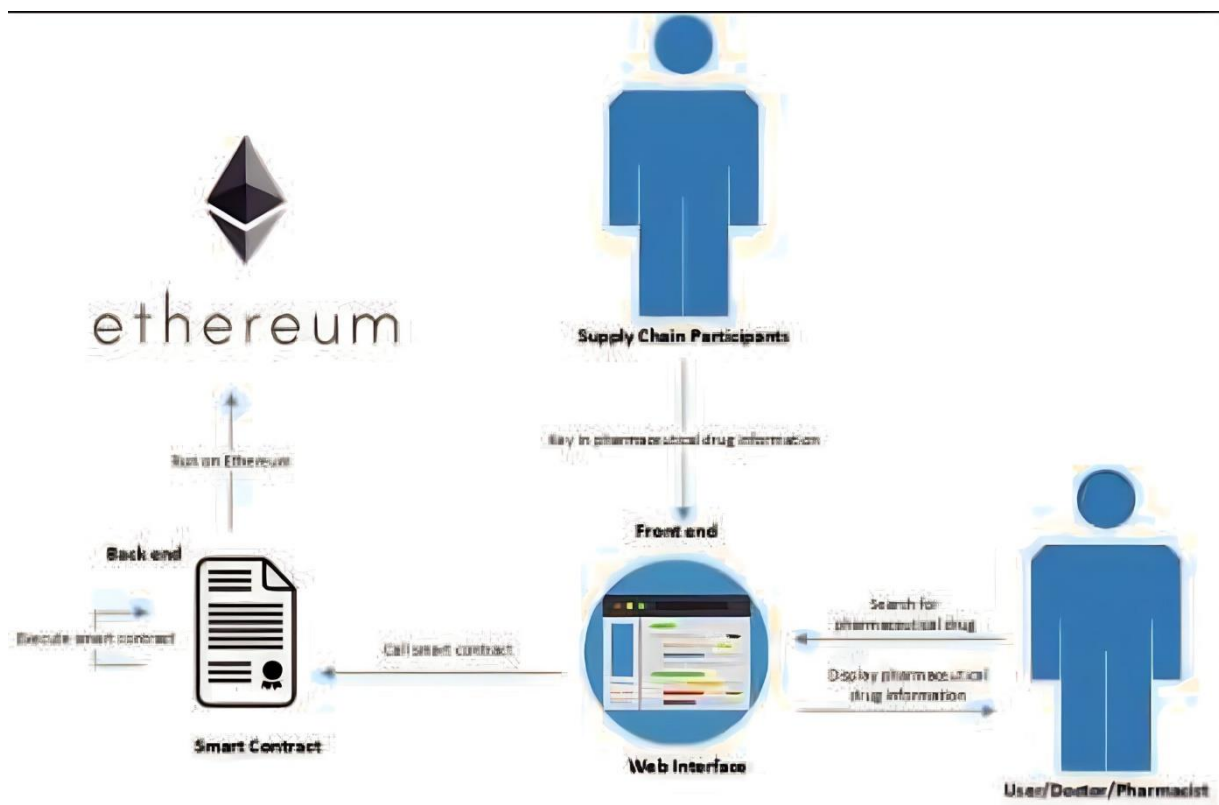 ethereum
Supply Chain Participants
Key in pharmaceutical drug information
Run on Ethereum
Front end
Back end
Search for
pharmaceutical drug
Execute smart contract
Call smart contract
Display pharmaceutical
drug information
Smart Contract
Web Interface
User/Doctor/Pharmacist